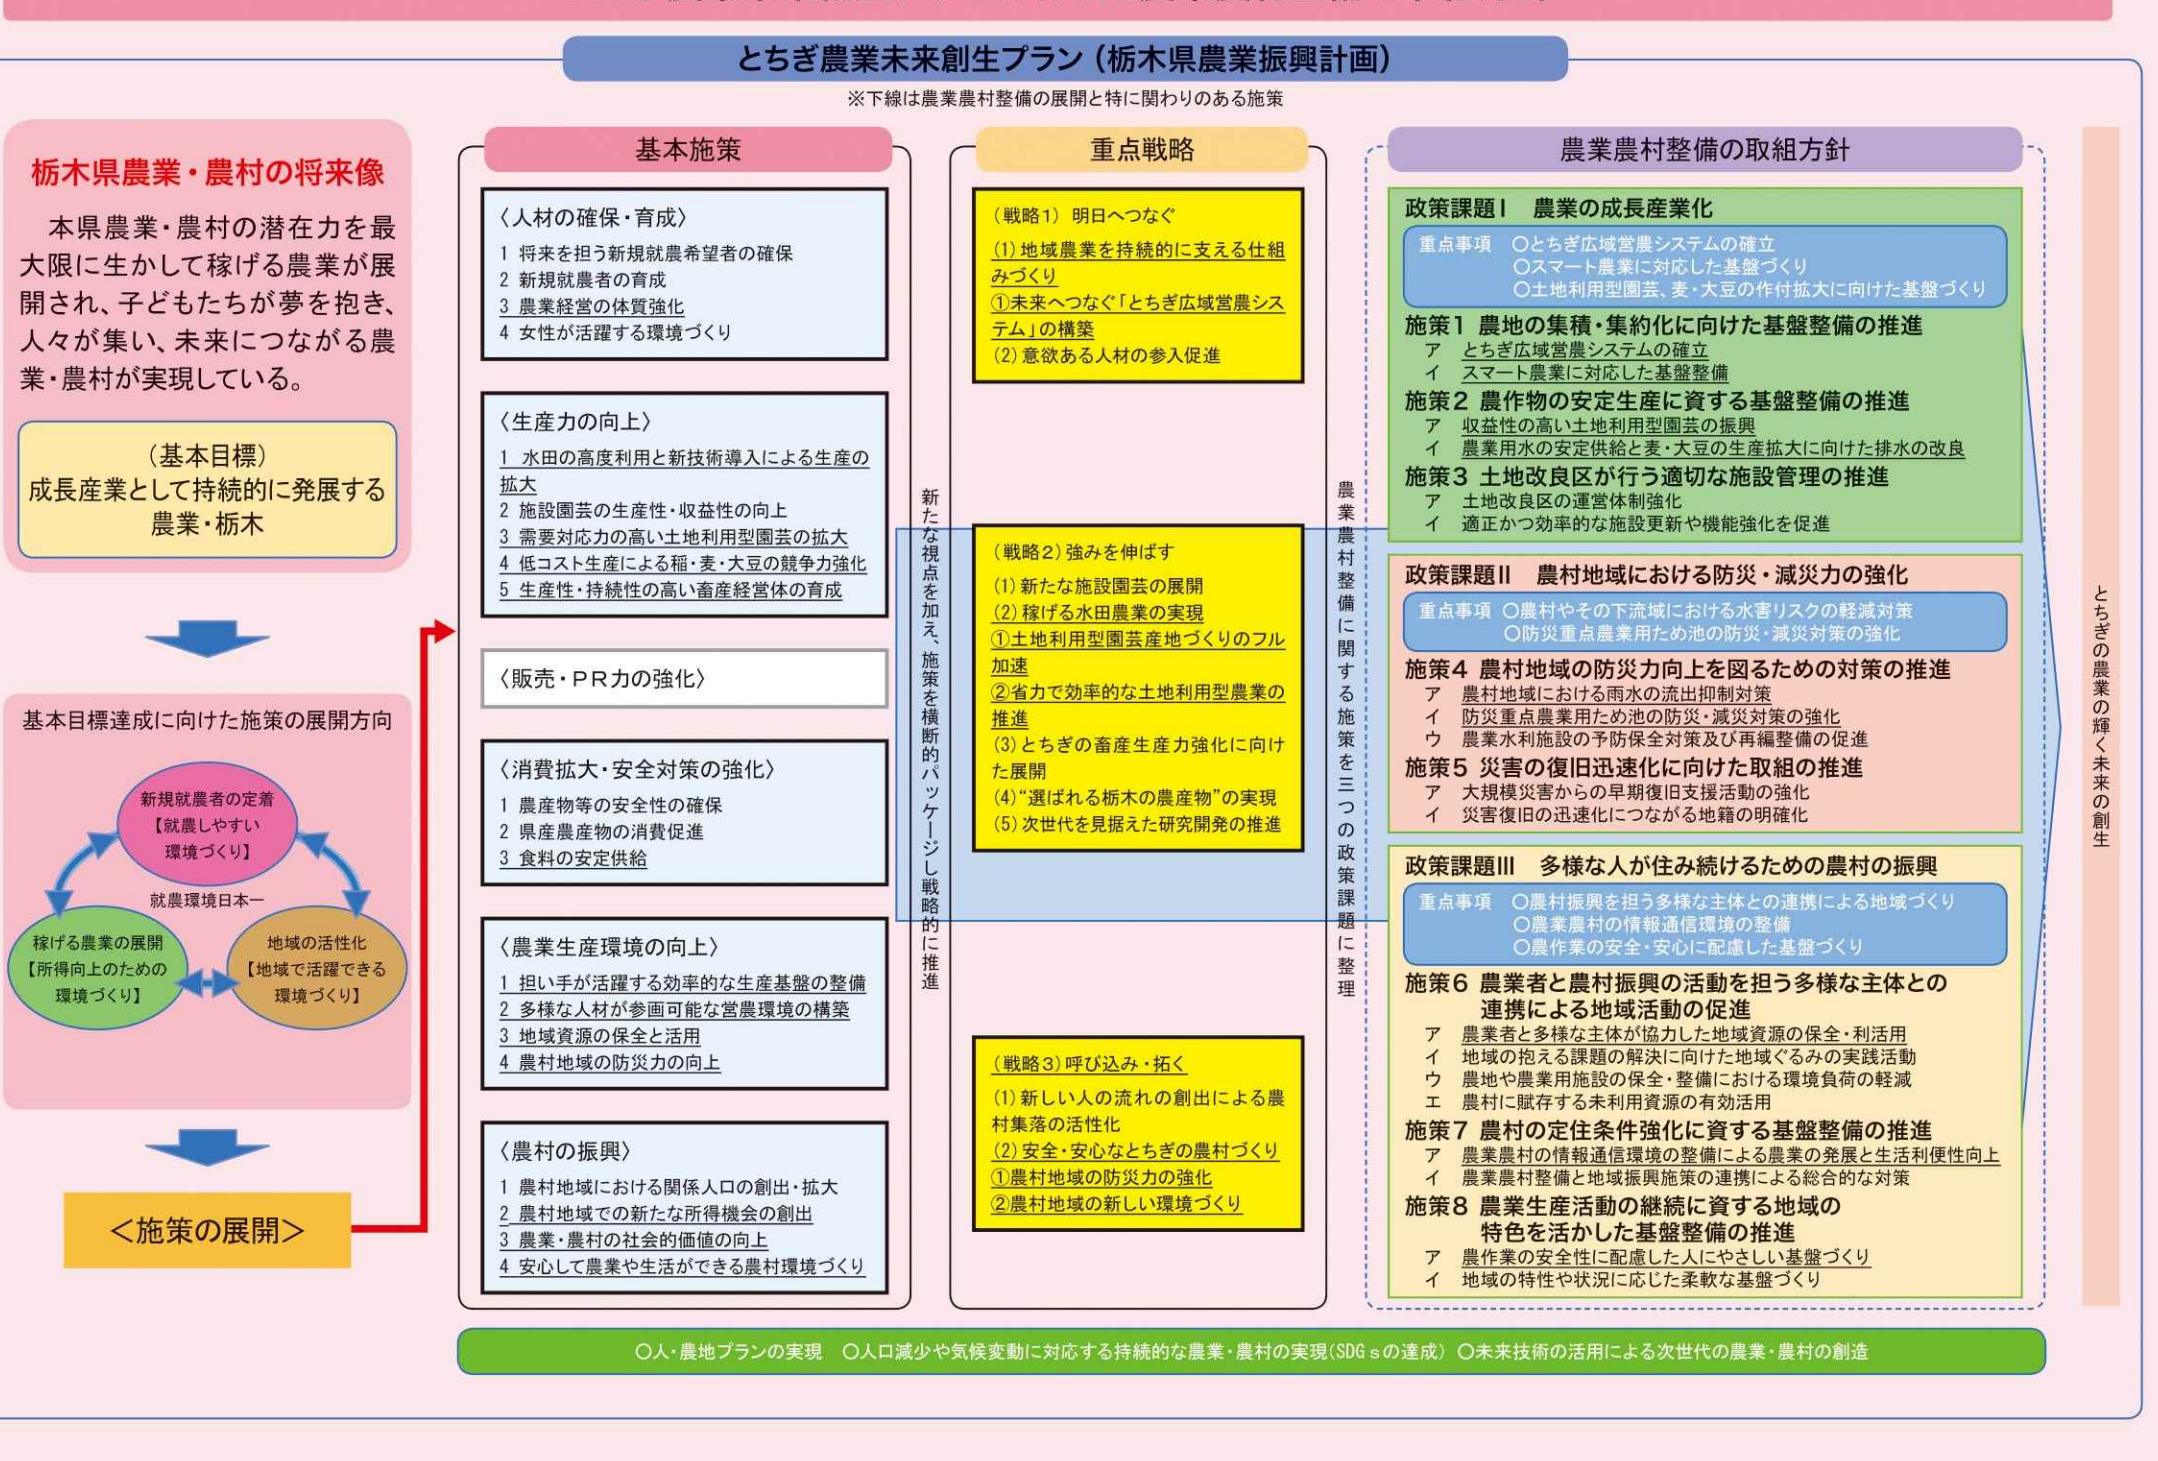 とちぎ農業未来創生プラン（栃木県農業振興計画）
※下線は農業農村整備の展開と特に関わりのある施策
栃木県農業・農村の将来像
本県農業・農村の潜在力を最
大限に生かして稼げる農業が展
開され、子どもたちが夢を抱き、
人々が集い、未来につながる農
業・農村が実現している。
（基本目標）
成長産業として持続的に発展する
農業・栃木
基本目標達成に向けた施策の展開方向
新規就農者の定着
【就農しやすい
環境づくり】
就農環境日本一
稼げる農業の展開
【所得向上のための
環境づくり】
地域の活性化
【地域で活躍できる
環境づくり】
＜施策の展開＞
基本施策
〈人材の確保・育成〉
1 将来を担う新規就農希望者の確保
2 新規就農者の育成
3 農業経営の体質強化
4 女性が活躍する環境づくり
〈生産力の向上〉
1 水田の高度利用と新技術導入による生産の
拡大
2 施設園芸の生産性・収益性の向上
3 需要対応力の高い土地利用型園芸の拡大
4 低コスト生産による稲・麦・大豆の競争力強化
5 生産性・持続性の高い畜産経営体の育成
〈販売・ＰＲ力の強化〉
〈消費拡大・安全対策の強化〉
1 農産物等の安全性の確保
2 県産農産物の消費促進
3 食料の安定供給
〈農業生産環境の向上〉
1 担い手が活躍する効率的な生産基盤の整備
2 多様な人材が参画可能な営農環境の構築
3 地域資源の保全と活用
4 農村地域の防災力の向上
〈農村の振興〉
1 農村地域における関係人口の創出・拡大
2 農村地域での新たな所得機会の創出
3 農業・農村の社会的価値の向上
4 安心して農業や生活ができる農村環境づくり
新たな視点を加え、施策を横断的パッケージし戦略的に推進
重点戦略
（戦略1）明日へつなぐ
(1)地域農業を持続的に支える仕組
みづくり
①未来へつなぐ「とちぎ広域営農シス
テム」の構築
(2)意欲ある人材の参入促進
（戦略2）強みを伸ばす
(1)新たな施設園芸の展開
(2)稼げる水田農業の実現
①土地利用型園芸産地づくりのフル
加速
②省力で効率的な土地利用型農業の
推進
(3)とちぎの畜産生産力強化に向け
た展開
(4)“選ばれる栃木の農産物”の実現
(5)次世代を見据えた研究開発の推進
（戦略3）呼び込み・拓く
(1)新しい人の流れの創出による農
村集落の活性化
(2)安全・安心なとちぎの農村づくり
①農村地域の防災力の強化
②農村地域の新しい環境づくり
農業農村整備に関する施策を三つの政策課題に整理
農業農村整備の取組方針
政策課題Ⅰ 農業の成長産業化
重点事項 〇とちぎ広域営農システムの確立
〇スマート農業に対応した基盤づくり
〇土地利用型園芸、麦・大豆の作付拡大に向けた基盤づくり
施策1 農地の集積・集約化に向けた基盤整備の推進
ア とちぎ広域営農システムの確立
イ スマート農業に対応した基盤整備
施策2 農作物の安定生産に資する基盤整備の推進
ア 収益性の高い土地利用型園芸の振興
イ 農業用水の安定供給と麦・大豆の生産拡大に向けた排水の改良
施策3 土地改良区が行う適切な施設管理の推進
ア 土地改良区の運営体制強化
イ 適正かつ効率的な施設更新や機能強化を促進
政策課題Ⅱ 農村地域における防災・減災力の強化
重点事項 〇農村やその下流域における水害リスクの軽減対策
〇防災重点農業用ため池の防災・減災対策の強化
施策4 農村地域の防災力向上を図るための対策の推進
ア 農村地域における雨水の流出抑制対策
イ 防災重点農業用ため池の防災・減災対策の強化
ウ 農業水利施設の予防保全対策及び再編整備の促進
施策5 災害の復旧迅速化に向けた取組の推進
ア 大規模災害からの早期復旧支援活動の強化
イ 災害復旧の迅速化につながる地籍の明確化
政策課題Ⅲ 多様な人が住み続けるための農村の振興
重点事項 〇農村振興を担う多様な主体との連携による地域づくり
〇農業農村の情報通信環境の整備
〇農作業の安全・安心に配慮した基盤づくり
施策6 農業者と農村振興の活動を担う多様な主体との
連携による地域活動の促進
ア 農業者と多様な主体が協力した地域資源の保全・利活用
イ 地域の抱える課題の解決に向けた地域ぐるみの実践活動
ウ 農地や農業用施設の保全・整備における環境負荷の軽減
エ 農村に賦存する未利用資源の有効活用
施策7 農村の定住条件強化に資する基盤整備の推進
ア 農業農村の情報通信環境の整備による農業の発展と生活利便性向上
イ 農業農村整備と地域振興施策の連携による総合的な対策
施策8 農業生産活動の継続に資する地域の
特色を活かした基盤整備の推進
ア 農作業の安全性に配慮した人にやさしい基盤づくり
イ 地域の特性や状況に応じた柔軟な基盤づくり
とちぎの農業の輝く未来の創生
〇人・農地プランの実現 〇人口減少や気候変動に対応する持続的な農業・農村の実現(SDGｓの達成) 〇未来技術の活用による次世代の農業・農村の創造